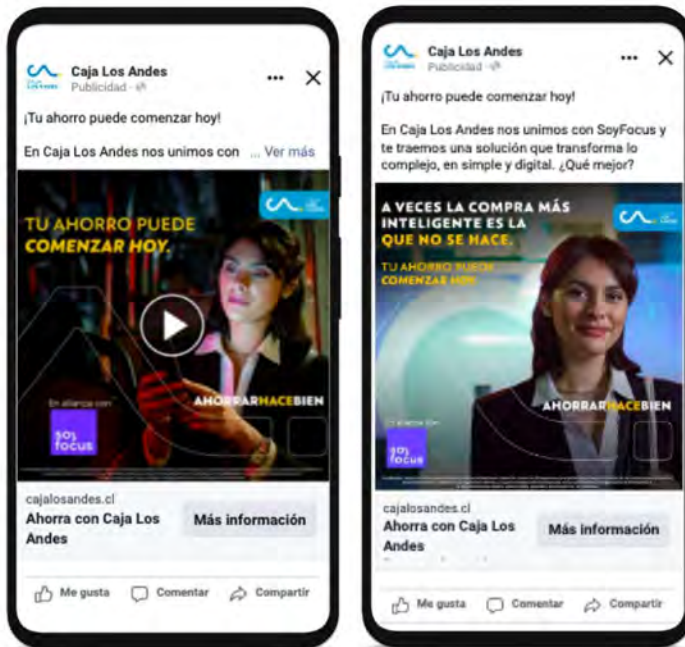 Caja Los Andes
Publicidad
¡Tu ahorro puede comenzar hoy!
En Caja Los Andes nos unimos con ... Ver más
TU AHORRO PUEDE
COMENZAR HOY.
En alianza con
soy
focus
AHORRARHACEBIEN
cajalosandes.cl
Ahorra con Caja Los
Andes
Más información
Me gusta Comentar Compartir
Caja Los Andes
Publicidad
¡Tu ahorro puede comenzar hoy!
En Caja Los Andes nos unimos con SoyFocus y
te traemos una solución que transforma lo
complejo, en simple y digital. ¿Qué mejor?
A VECES LA COMPRA MÁS
INTELIGENTE ES LA
QUE NO SE HACE.
TU AHORRO PUEDE
COMENZAR HOY.
En alianza con
soy
focus
AHORRARHACEBIEN
cajalosandes.cl
Ahorra con Caja Los
Andes
Más información
Me gusta Comentar Compartir